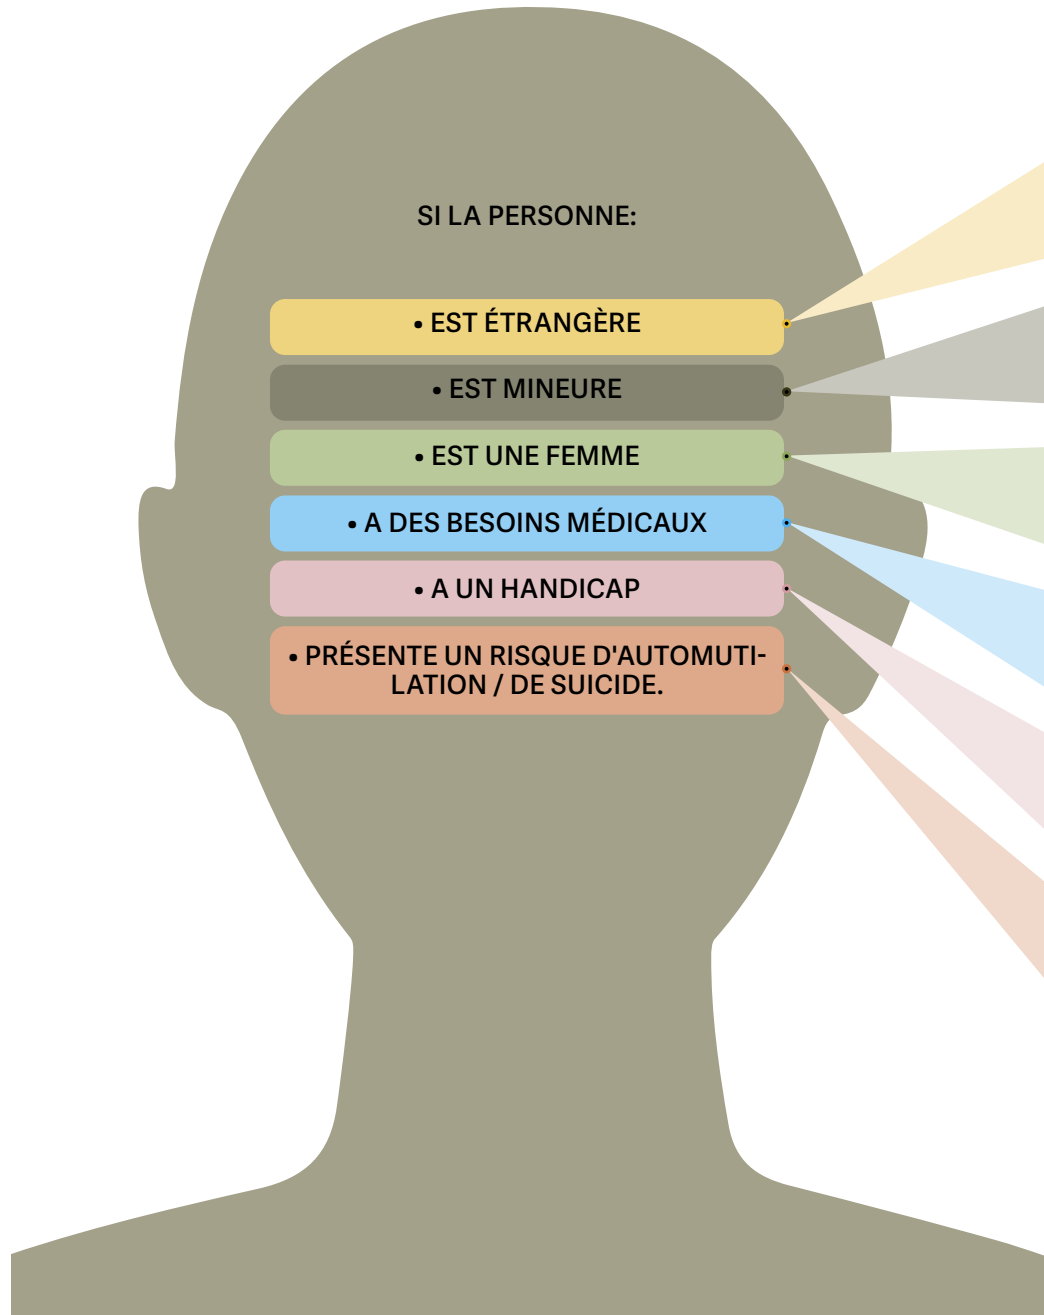 SI LA PERSONNE:
• EST ÉTRANGÈRE
• EST MINEURE
• EST UNE FEMME
• A DES BESOINS MÉDICAUX
• A UN HANDICAP
• PRÉSENTE UN RISQUE D'AUTOMUTI-
LATION / DE SUICIDE.